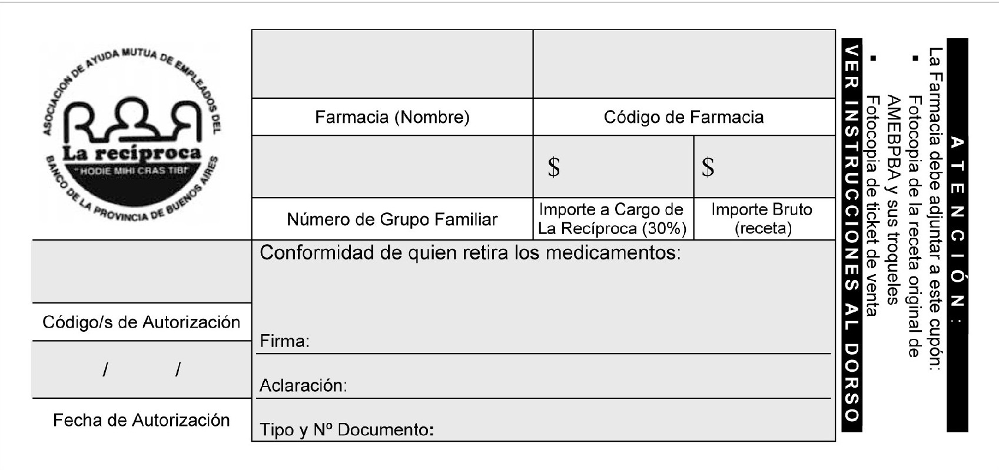 ASOCIACION DE AYUDA MUTUA DE EMPLEADOS DEL
BANCO DE LA PROVINCIA DE BUENOS AIRES
La recíproca
"HODIE MIHI CRAS TIBI"
Farmacia (Nombre)
Código de Farmacia
$
$
Número de Grupo Familiar
Importe a Cargo de
La Recíproca (30%)
Importe Bruto
(receta)
Código/s de Autorización
/ /
Fecha de Autorización
Conformidad de quien retira los medicamentos:
Firma:
Aclaración:
Tipo y Nº Documento:
ATENCIÓN:
La Farmacia debe adjuntar a este cupón:
▪ Fotocopia de la receta original de
AMEBPBA y sus troqueles
▪ Fotocopia de ticket de venta
VER INSTRUCCIONES AL DORSO